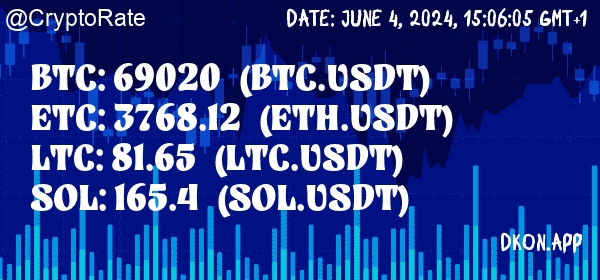 @CryptoRate
DATE: JUNE 4, 2024, 15:06:05 GMT+1
BTC: 69020 (BTC.USDT)
ETC: 3768.12 (ETH.USDT)
LTC: 81.65 (LTC.USDT)
SOL: 165.4 (SOL.USDT)
DKON.APP